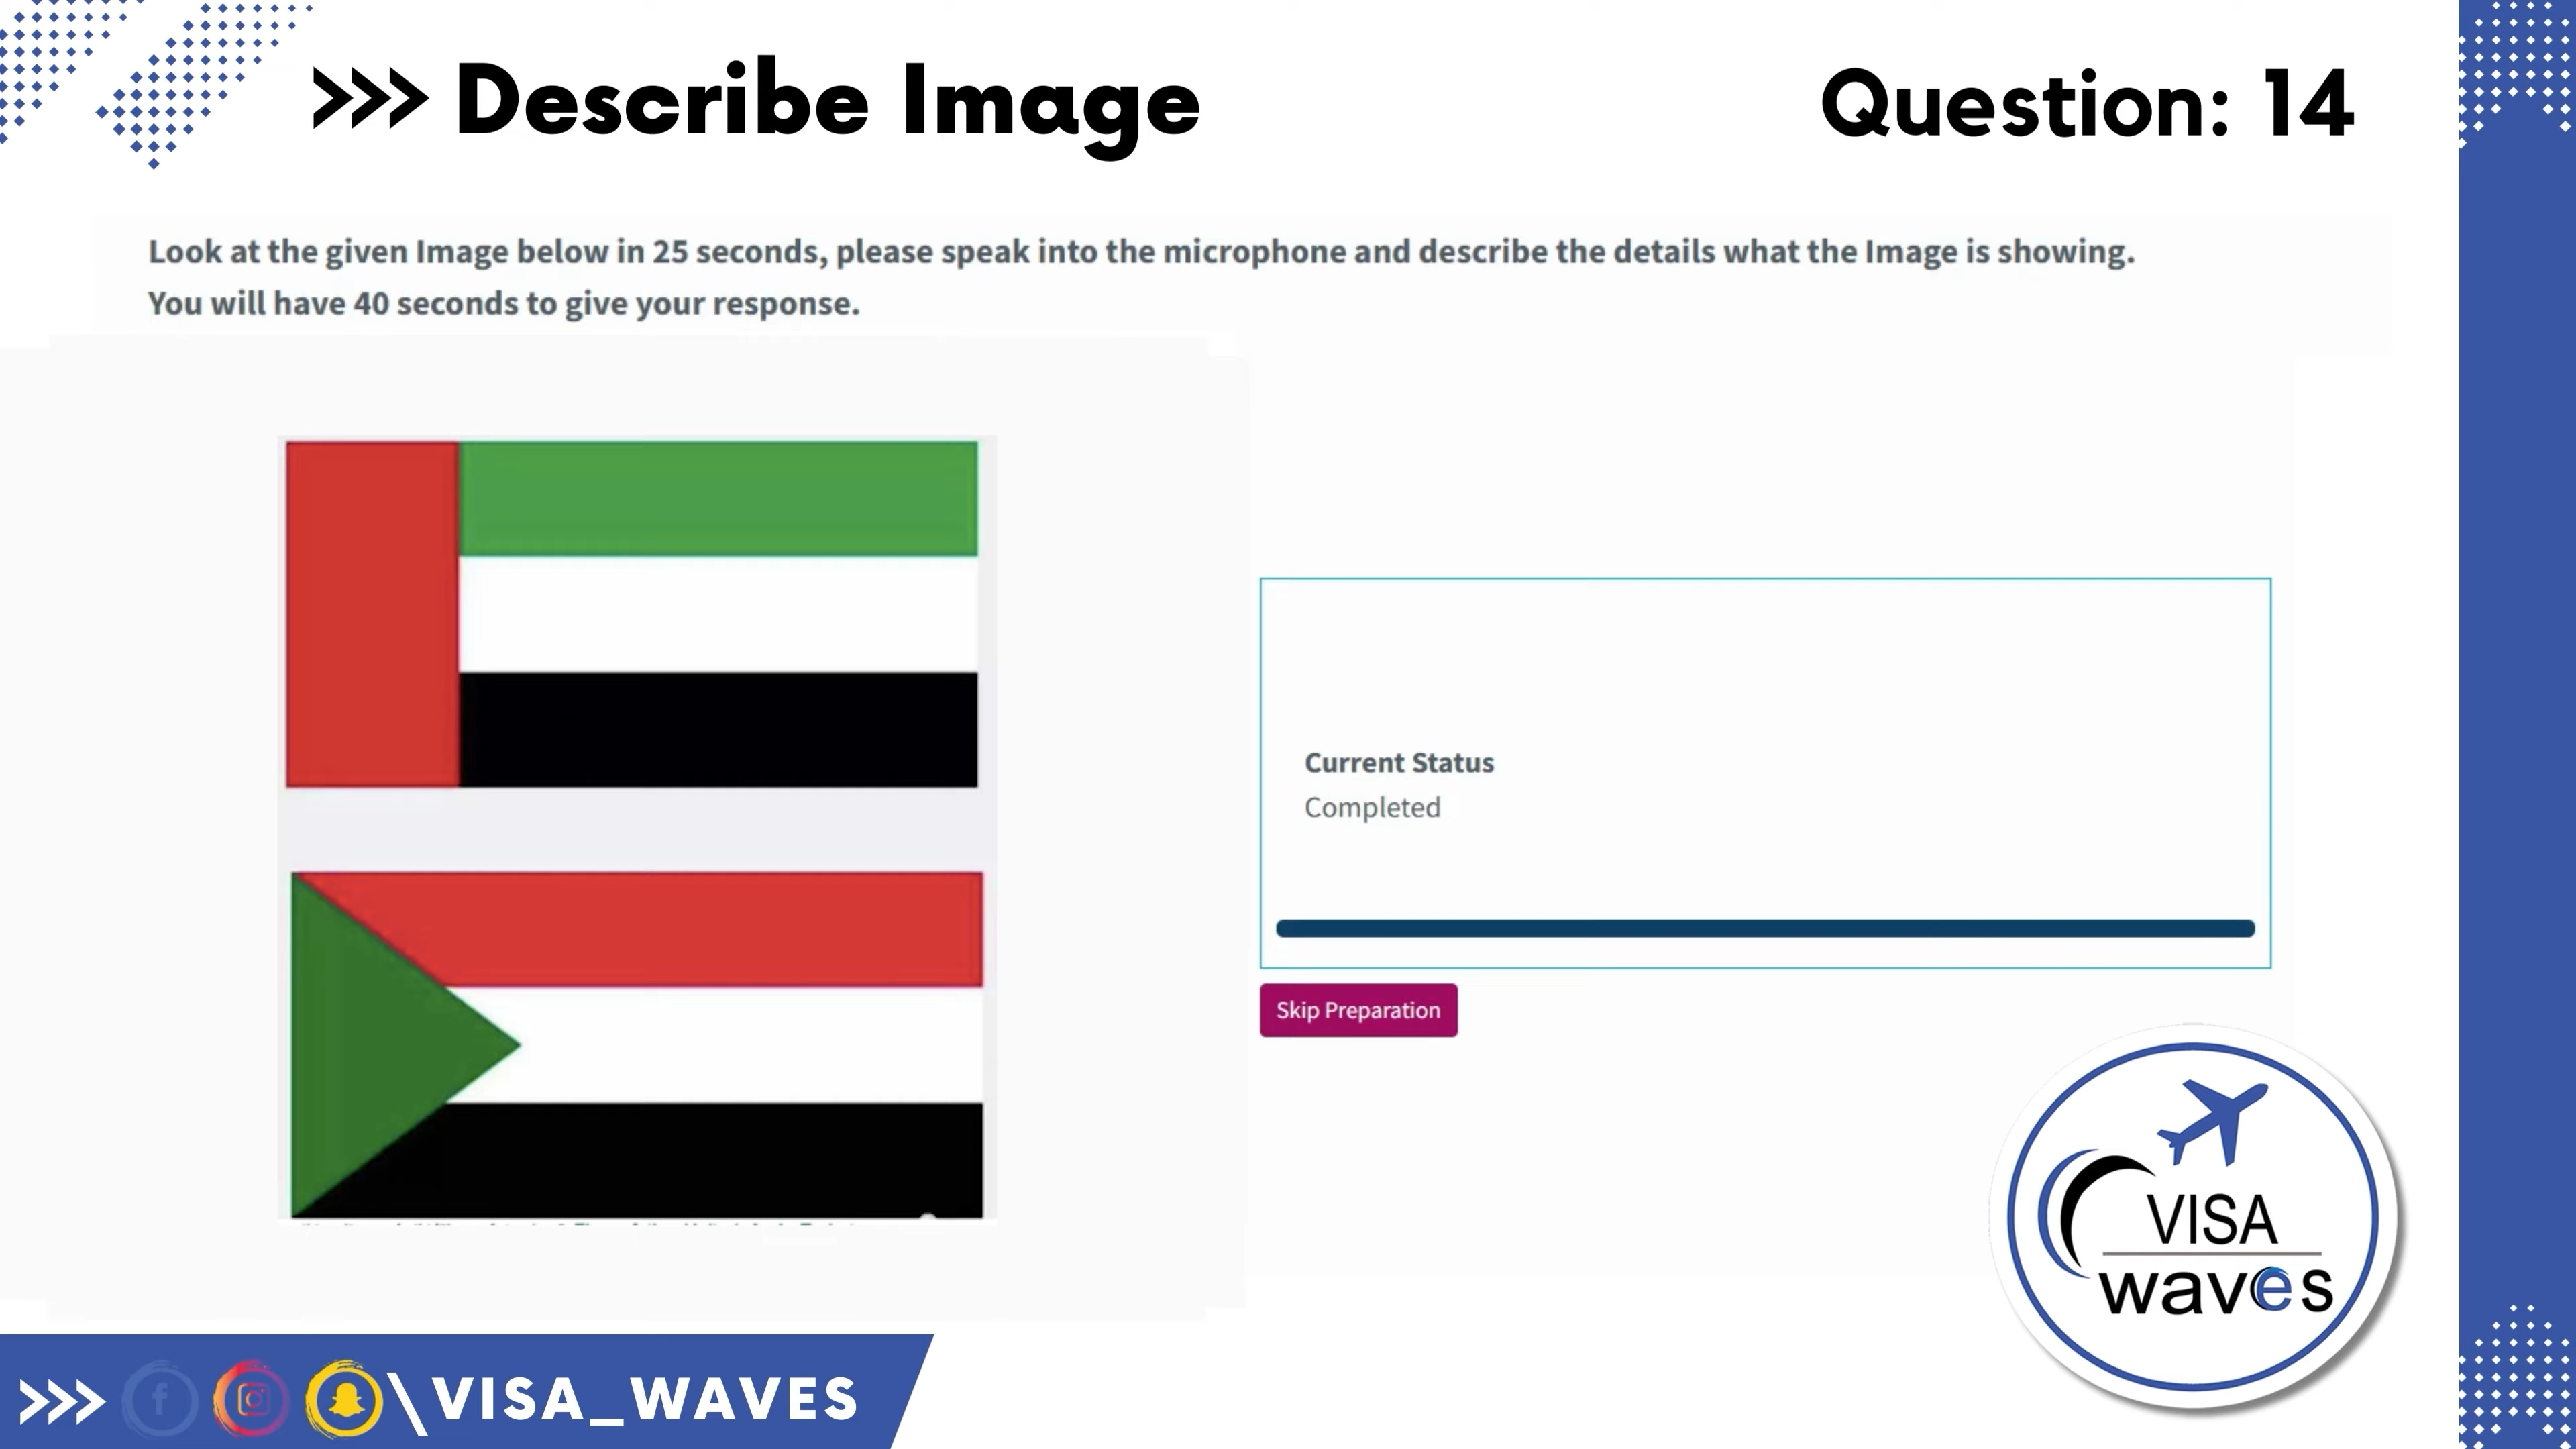 >>> Describe Image
Question: 14
Look at the given Image below in 25 seconds, please speak into the microphone and describe the details what the Image is showing.
You will have 40 seconds to give your response.
Current Status
Completed
Skip Preparation
VISA
waves
>>> \VISA_WAVES